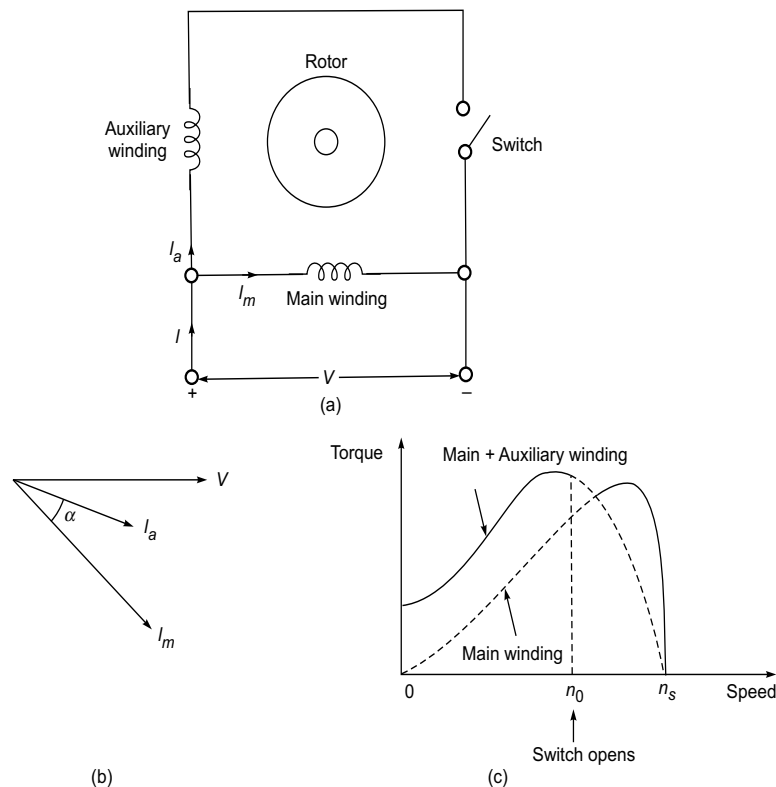 Rotor
Auxiliary
winding
Switch
I_a
I_m
Main winding
I
V
+
–
(a)
V
α
I_a
I_m
(b)
Torque
Main + Auxiliary winding
Main winding
0
n_0
n_s
Speed
Switch opens
(c)